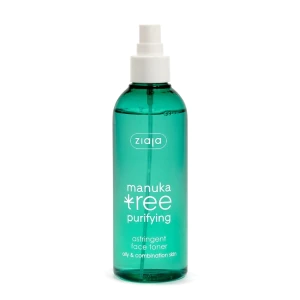 ziaja
manuka
tree
purifying
astringent
face toner
oily & combination skin